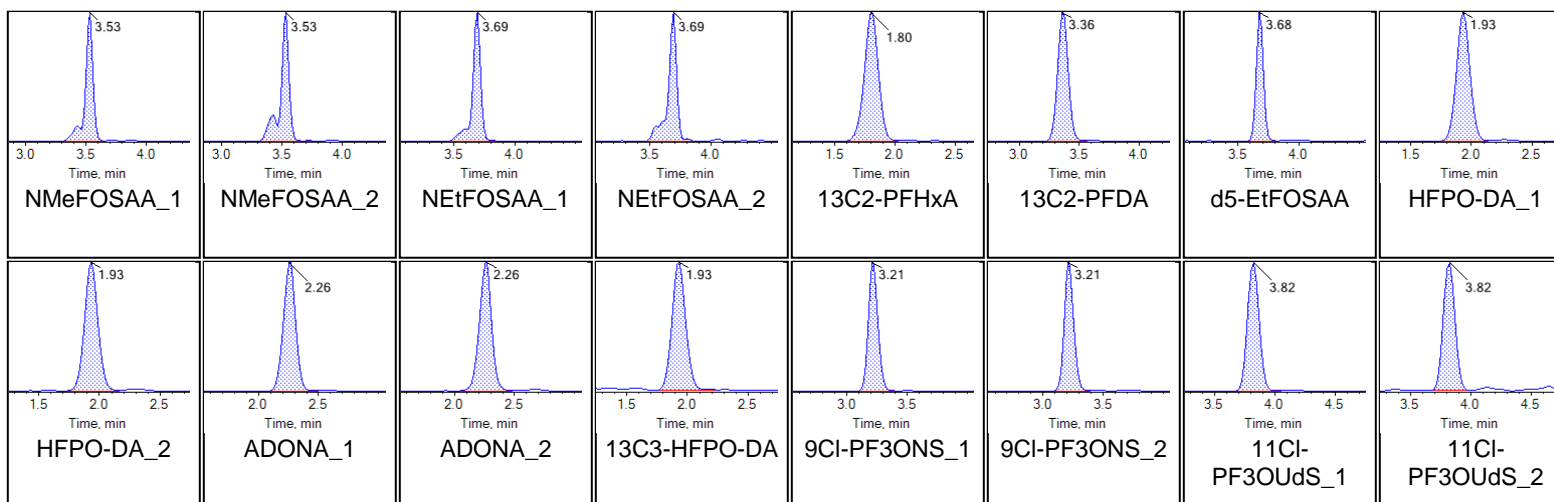 3.53
3.0 3.5 4.0
Time, min
NMeFOSAA_1
3.53
3.0 3.5 4.0
Time, min
NMeFOSAA_2
3.69
3.5 4.0
Time, min
NEtFOSAA_1
3.69
3.5 4.0
Time, min
NEtFOSAA_2
1.80
1.5 2.0 2.5
Time, min
13C2-PFHxA
3.36
3.0 3.5 4.0
Time, min
13C2-PFDA
3.68
3.5 4.0
Time, min
d5-EtFOSAA
1.93
1.5 2.0 2.5
Time, min
HFPO-DA_1
1.93
1.5 2.0 2.5
Time, min
HFPO-DA_2
2.26
2.0 2.5
Time, min
ADONA_1
2.26
2.0 2.5
Time, min
ADONA_2
1.93
1.5 2.0 2.5
Time, min
13C3-HFPO-DA
3.21
3.0 3.5
Time, min
9Cl-PF3ONS_1
3.21
3.0 3.5
Time, min
9Cl-PF3ONS_2
3.82
3.5 4.0 4.5
Time, min
11Cl-
PF3OUdS_1
3.82
3.5 4.0 4.5
Time, min
11Cl-
PF3OUdS_2